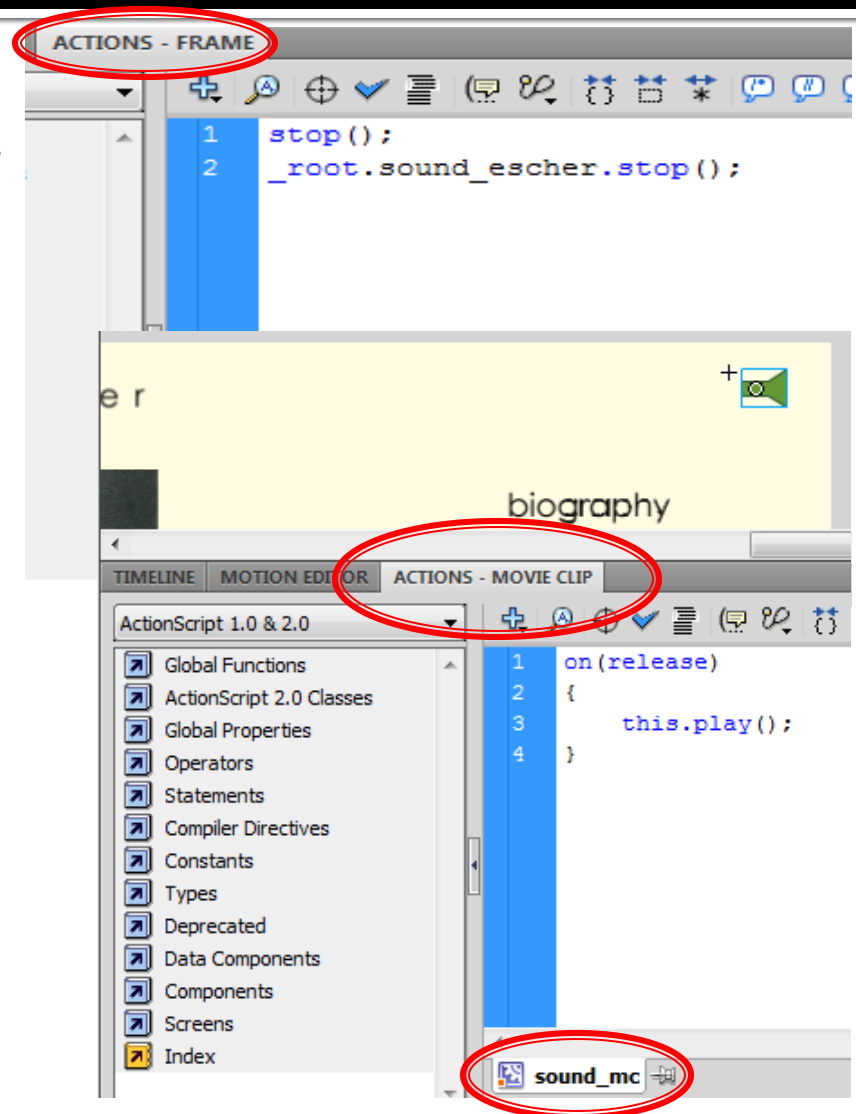 ACTIONS - FRAME
1 stop();
2 _root.sound_escher.stop();
e r
biography
TIMELINE MOTION EDITOR ACTIONS - MOVIE CLIP
ActionScript 1.0 & 2.0
Global Functions
ActionScript 2.0 Classes
Global Properties
Operators
Statements
Compiler Directives
Constants
Types
Deprecated
Data Components
Components
Screens
Index
1 on(release)
2 {
3 this.play();
4 }
sound_mc